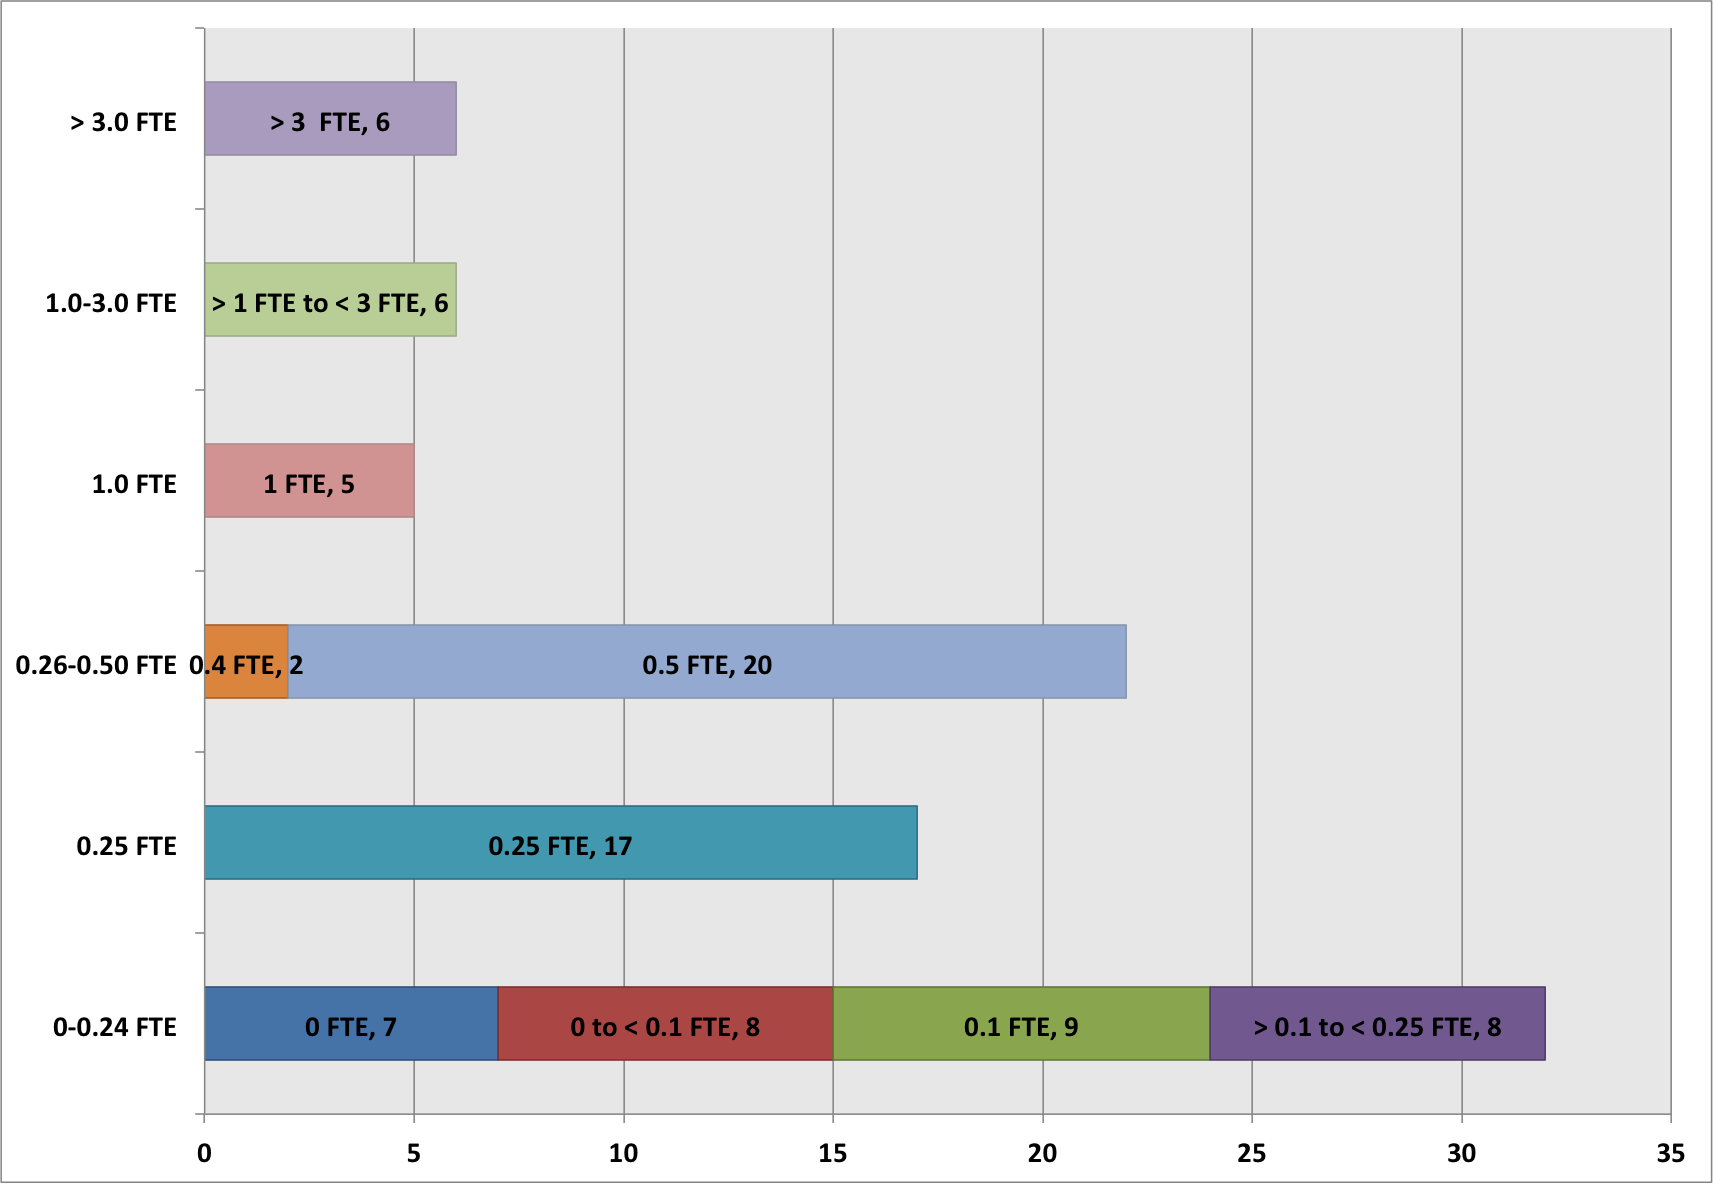 > 3.0 FTE
> 3  FTE, 6
1.0-3.0 FTE
> 1 FTE to < 3 FTE, 6
1.0 FTE
1 FTE, 5
0.26-0.50 FTE
0.4 FTE, 2
0.5 FTE, 20
0.25 FTE
0.25 FTE, 17
0-0.24 FTE
0 FTE, 7
0 to < 0.1 FTE, 8
0.1 FTE, 9
> 0.1 to < 0.25 FTE, 8
0 5 10 15 20 25 30 35